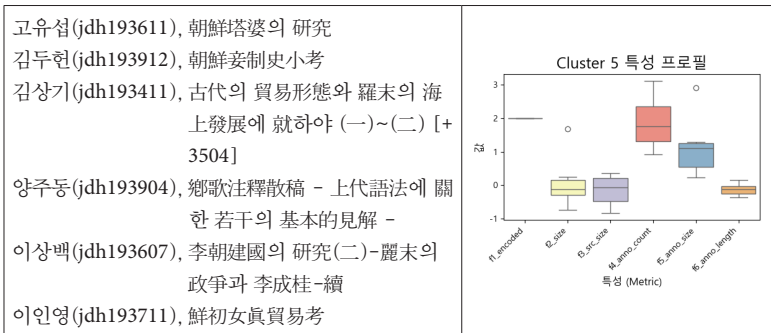 고유섭(jdh193611), 朝鮮塔婆의 研究
김두헌(jdh193912), 朝鮮妾制史小考
김상기(jdh193411), 古代의 貿易形態와 羅末의 海
上發展에 就하야 (一)~(二) [+
3504]
양주동(jdh193904), 鄕歌注釋散稿 - 上代語法에 關
한 若干의 基本的見解 -
이상백(jdh193607), 李朝建國의 研究(二)-麗末의
政爭과 李成桂-續
이인영(jdh193711), 鮮初女眞貿易考
Cluster 5 특성 프로필
값
3
2
1
0
-1
f1_encoded
f2_size
f3_src_size
f4_anno_count
f5_anno_size
f6_anno_length
특성 (Metric)